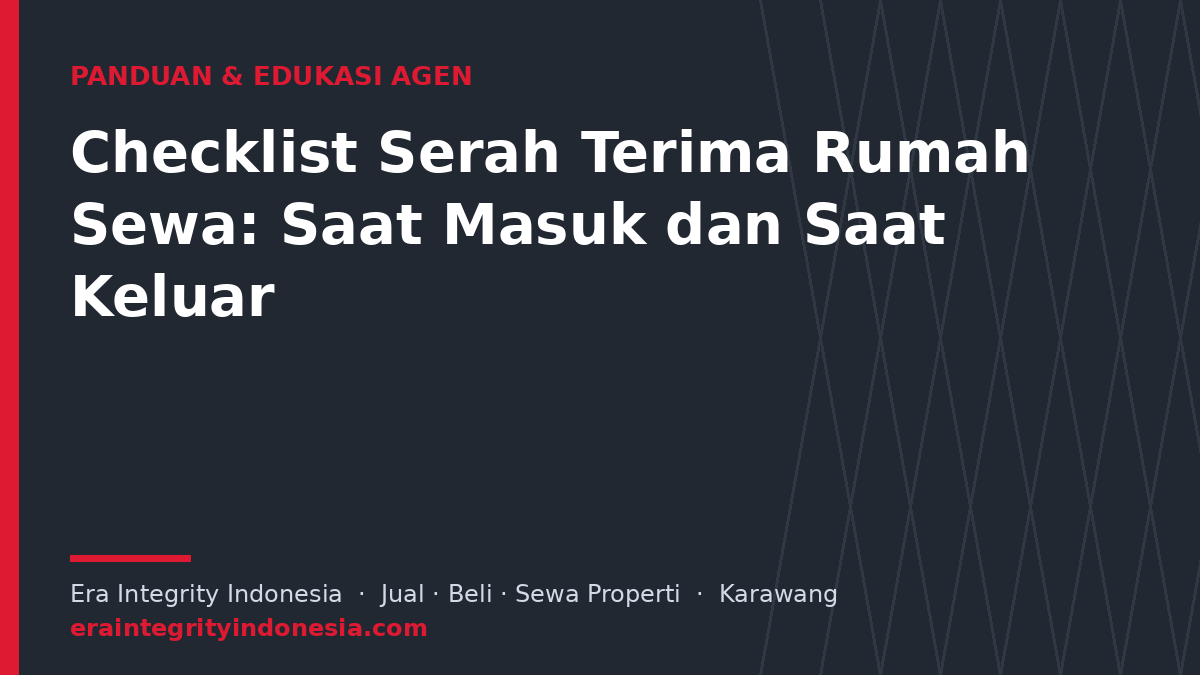 PANDUAN & EDUKASI AGEN
Checklist Serah Terima Rumah
Sewa: Saat Masuk dan Saat
Keluar
Era Integrity Indonesia · Jual · Beli · Sewa Properti · Karawang
eraintegrityindonesia.com